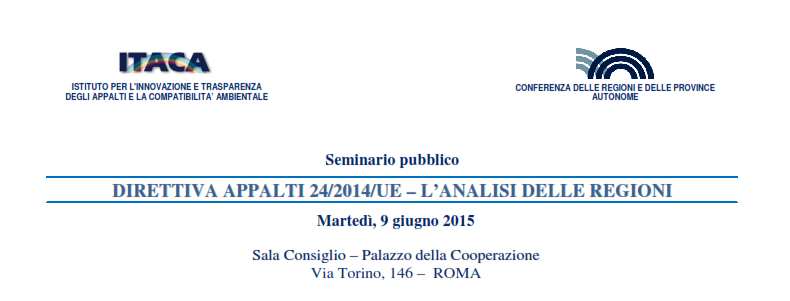 ITACA
ISTITUTO PER L'INNOVAZIONE E TRASPARENZA
DEGLI APPALTI E LA COMPATIBILITA' AMBIENTALE
CONFERENZA DELLE REGIONI E DELLE PROVINCE
AUTONOME
Seminario pubblico
DIRETTIVA APPALTI 24/2014/UE – L'ANALISI DELLE REGIONI
Martedì, 9 giugno 2015
Sala Consiglio – Palazzo della Cooperazione
Via Torino, 146 – ROMA